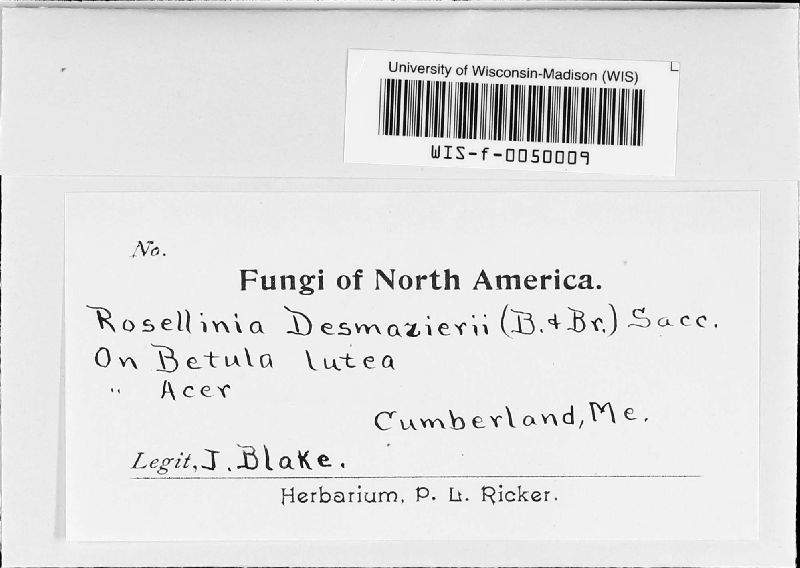 University of Wisconsin-Madison (WIS)
WIS-f-0050009
No.
Fungi of North America.
Rosellinia Desmazierii (B. & Br.) Sacc.
On Betula lutea
" Acer
Cumberland, Me.
Legit, J. Blake.
Herbarium, P. L. Ricker.